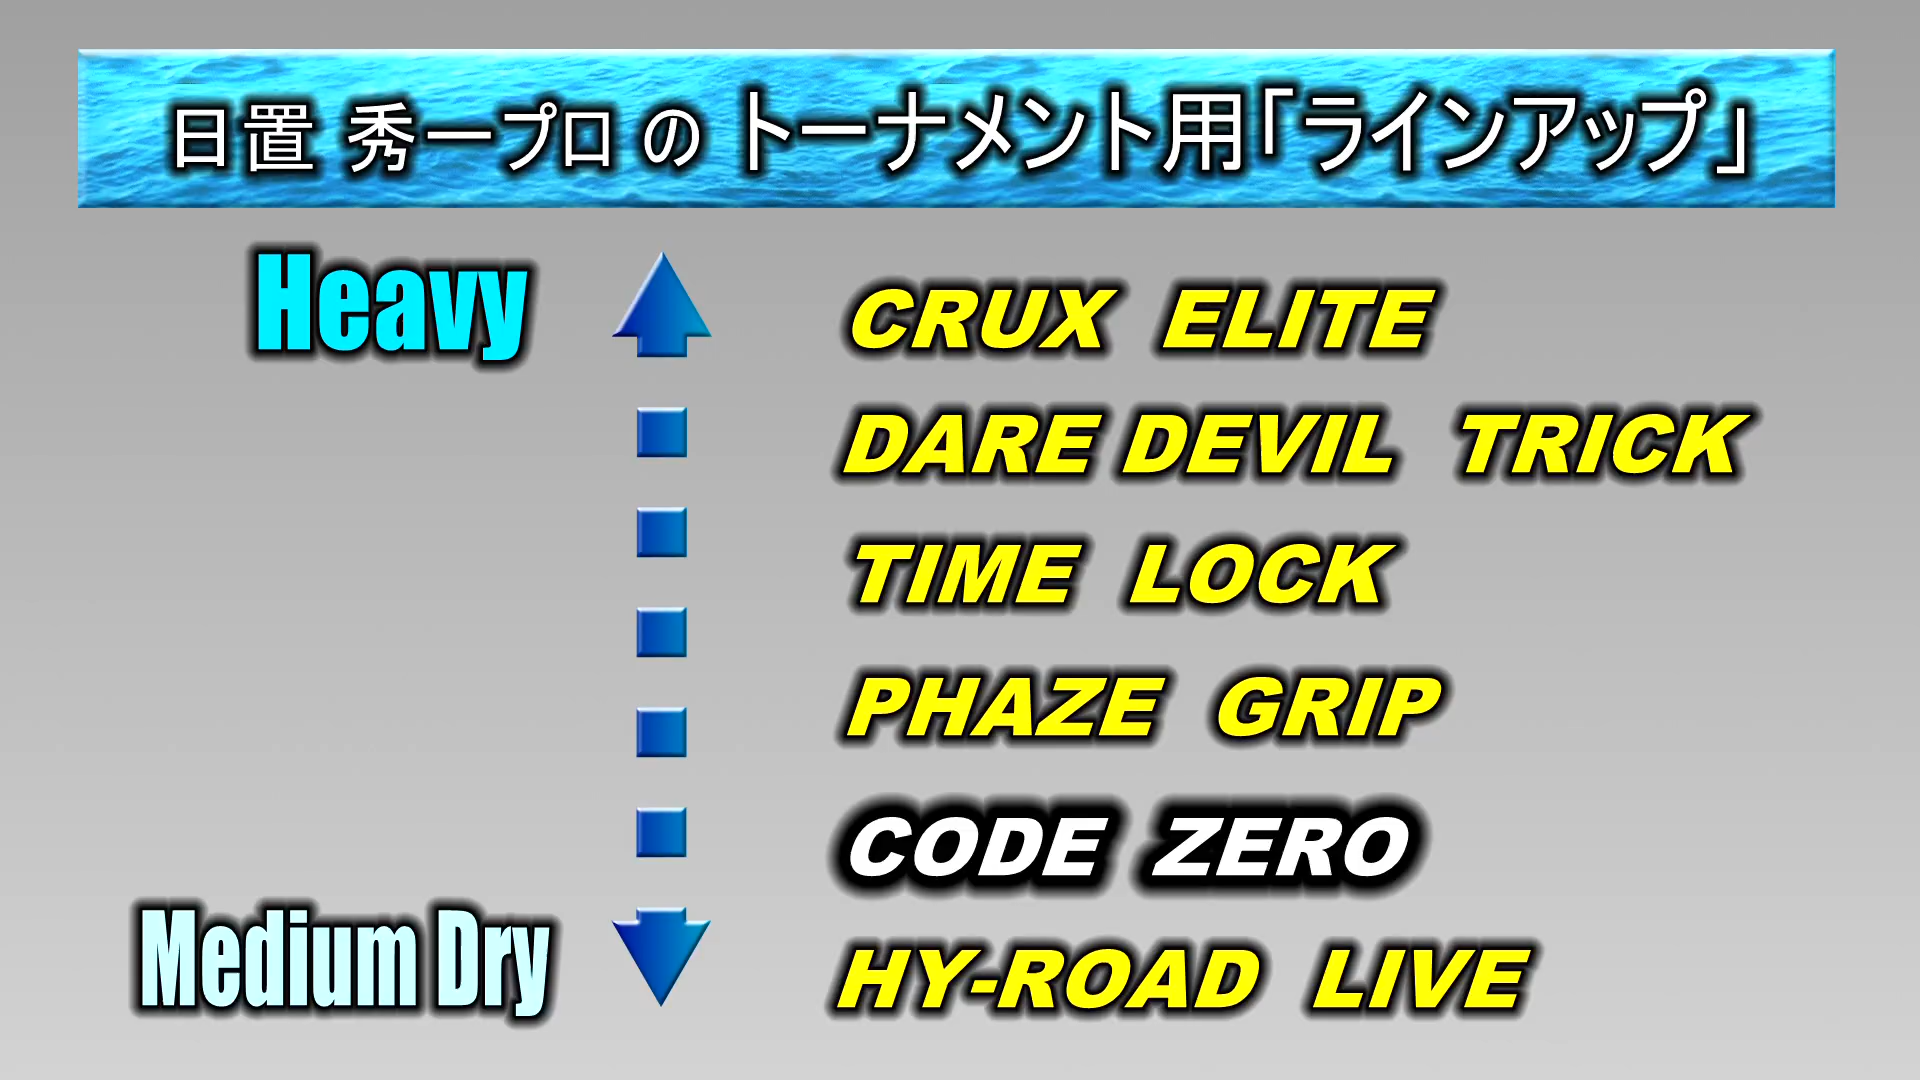 日置 秀一プロ の トーナメント用「ラインアップ」
Heavy
CRUX ELITE
DARE DEVIL TRICK
TIME LOCK
PHAZE GRIP
CODE ZERO
Medium Dry
HY-ROAD LIVE